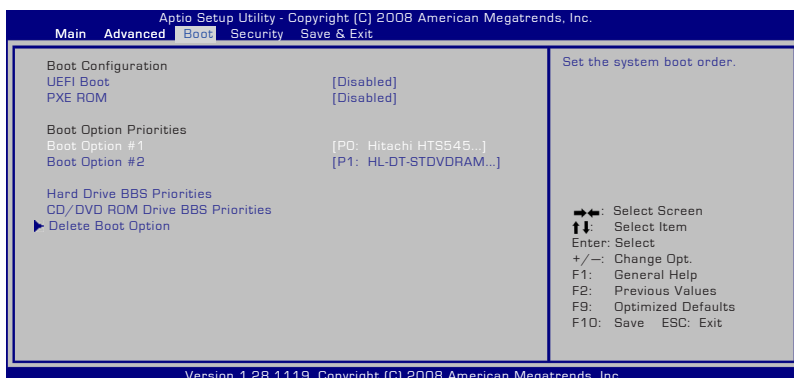 Aptio Setup Utility - Copyright (C) 2008 American Megatrends, Inc.
Main Advanced Boot Security Save & Exit
Boot Configuration
UEFI Boot [Disabled]
PXE ROM [Disabled]
Boot Option Priorities
Boot Option #1 [P0: Hitachi HTS545...]
Boot Option #2 [P1: HL-DT-STDVDRAM...]
Hard Drive BBS Priorities
CD/DVD ROM Drive BBS Priorities
Delete Boot Option
Set the system boot order.
→←: Select Screen
↑↓: Select Item
Enter: Select
+/—: Change Opt.
F1: General Help
F2: Previous Values
F9: Optimized Defaults
F10: Save ESC: Exit
Version 1.28.1119. Copyright (C) 2008 American Megatrends, Inc.